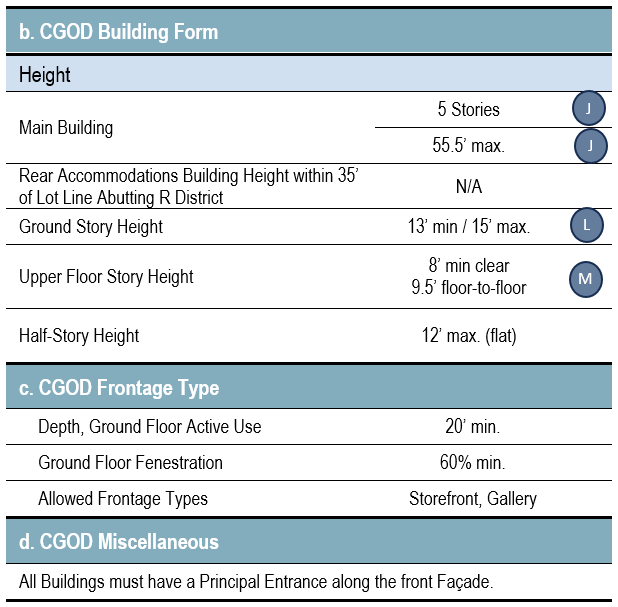 b. CGOD Building Form
Height
Main Building
5 Stories
J
55.5’ max.
J
Rear Accommodations Building Height within 35’
of Lot Line Abutting R District
N/A
Ground Story Height
13’ min / 15’ max.
L
Upper Floor Story Height
8’ min clear
9.5’ floor-to-floor
M
Half-Story Height
12’ max. (flat)
c. CGOD Frontage Type
Depth, Ground Floor Active Use
20’ min.
Ground Floor Fenestration
60% min.
Allowed Frontage Types
Storefront, Gallery
d. CGOD Miscellaneous
All Buildings must have a Principal Entrance along the front Façade.